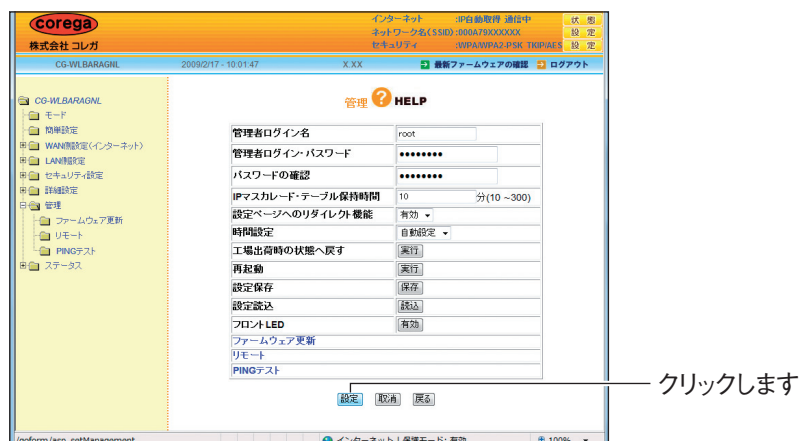 corega
株式会社 コレガ
インターネット :IP自動取得 通信中 状 態
ネットワーク名(SSID):000A79XXXXXX 設 定
セキュリティ :WPA/WPA2-PSK TKIP/AES 設 定
CG-WLBARAGNL 2009/2/17 - 10:01:47 X.XX 最新ファームウェアの確認 ログアウト
CG-WLBARAGNL
モード
簡単設定
WAN側設定(インターネット)
LAN側設定
セキュリティ設定
詳細設定
管理
ファームウェア更新
リモート
PINGテスト
ステータス
管理 ? HELP
管理者ログイン名 root
管理者ログイン・パスワード ●●●●●●●●
パスワードの確認 ●●●●●●●●
IPマスカレード・テーブル保持時間 10 分(10 ~300)
設定ページへのリダイレクト機能 有効
時間設定 自動設定
工場出荷時の状態へ戻す 実行
再起動 実行
設定保存 保存
設定読込 読込
フロントLED 有効
ファームウェア更新
リモート
PINGテスト
設定 取消 戻る
クリックします
/goform/asp_setManagement インターネット | 保護モード: 有効 100%